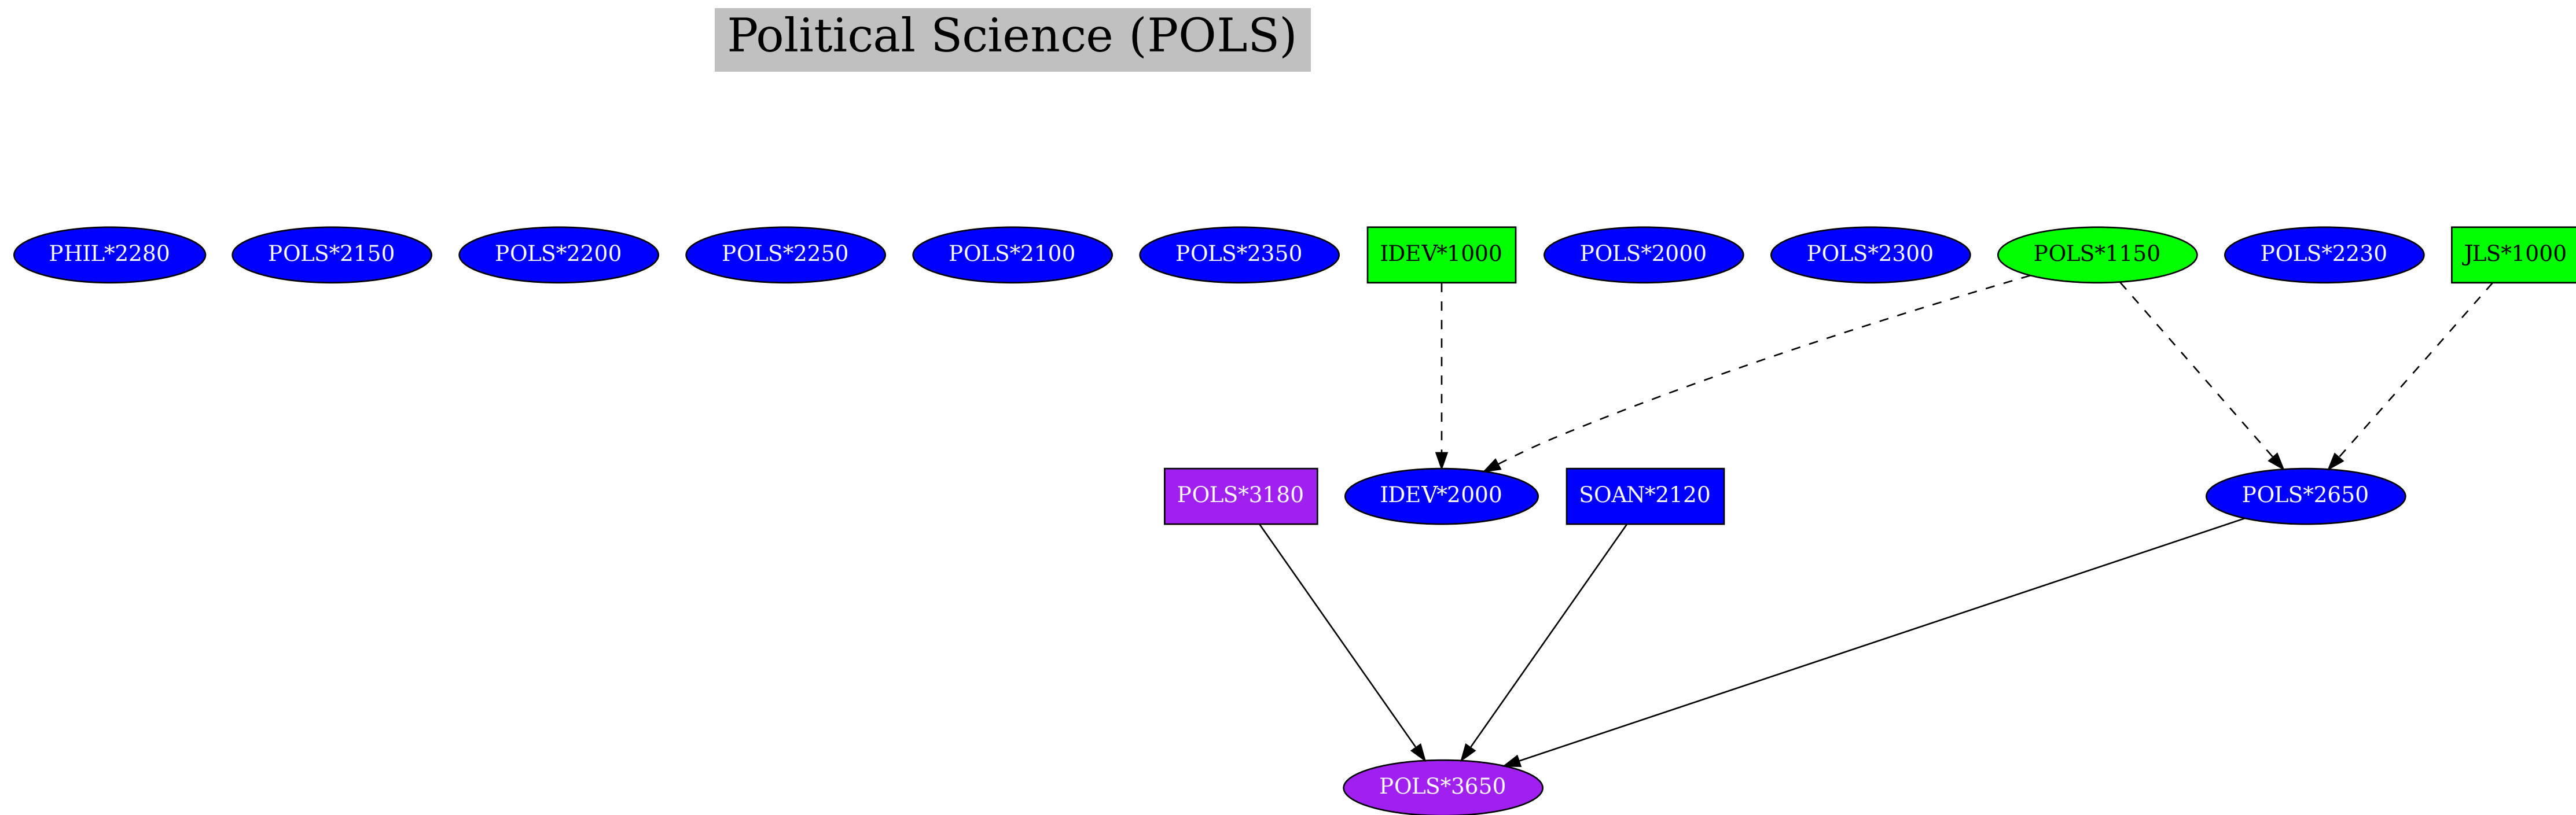 Political Science (POLS)
PHIL*2280
POLS*2150
POLS*2200
POLS*2250
POLS*2100
POLS*2350
IDEV*1000
POLS*2000
POLS*2300
POLS*1150
POLS*2230
JLS*1000
POLS*3180
IDEV*2000
SOAN*2120
POLS*2650
POLS*3650